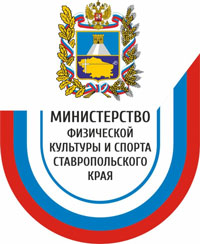 МИНИСТЕРСТВО
ФИЗИЧЕСКОЙ
КУЛЬТУРЫ И СПОРТА
СТАВРОПОЛЬСКОГО
КРАЯ